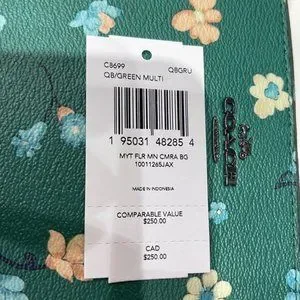 C8699 QBGRU
QB/GREEN MULTI
1 95031 48285 4
MYT FLR MN CMRA BG
10011265JAX
MADE IN INDONESIA
COMPARABLE VALUE
$250.00
CAD
$250.00
COACH